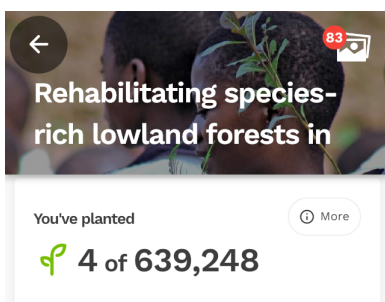 83
Rehabilitating species-
rich lowland forests in
You've planted
More
4 of 639,248